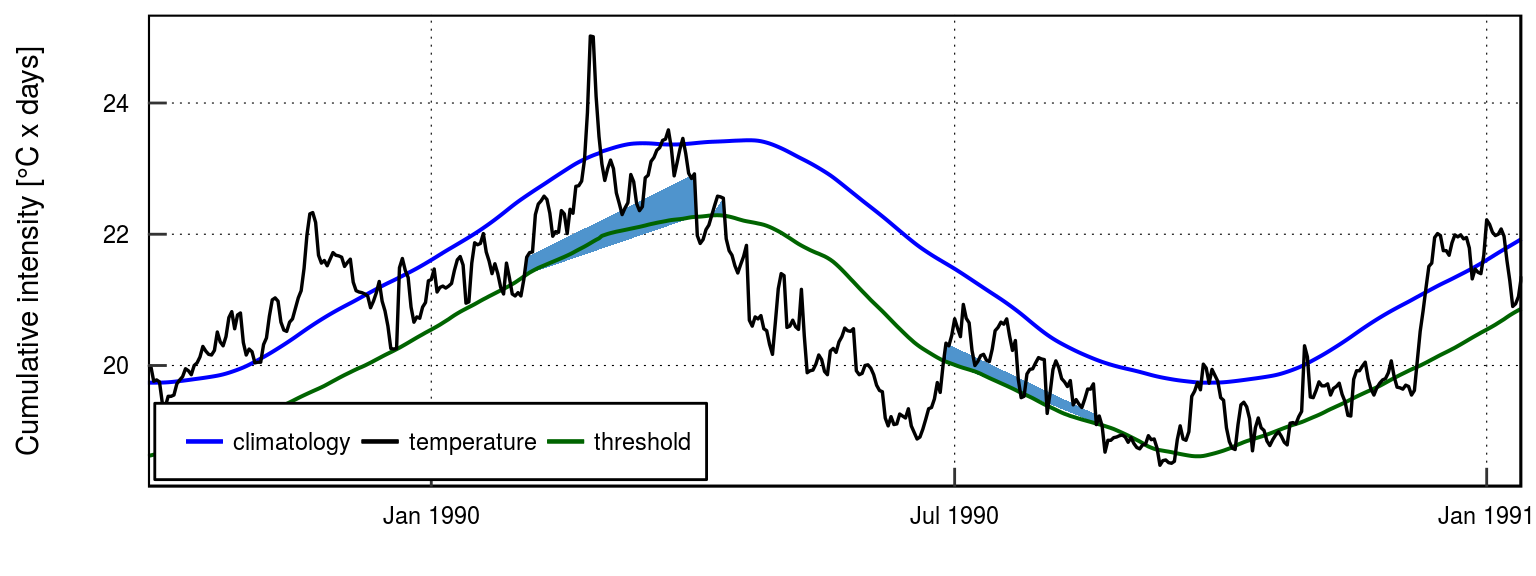 Cumulative intensity [°C x days]
24
22
20
climatology temperature threshold
Jan 1990 Jul 1990 Jan 1991